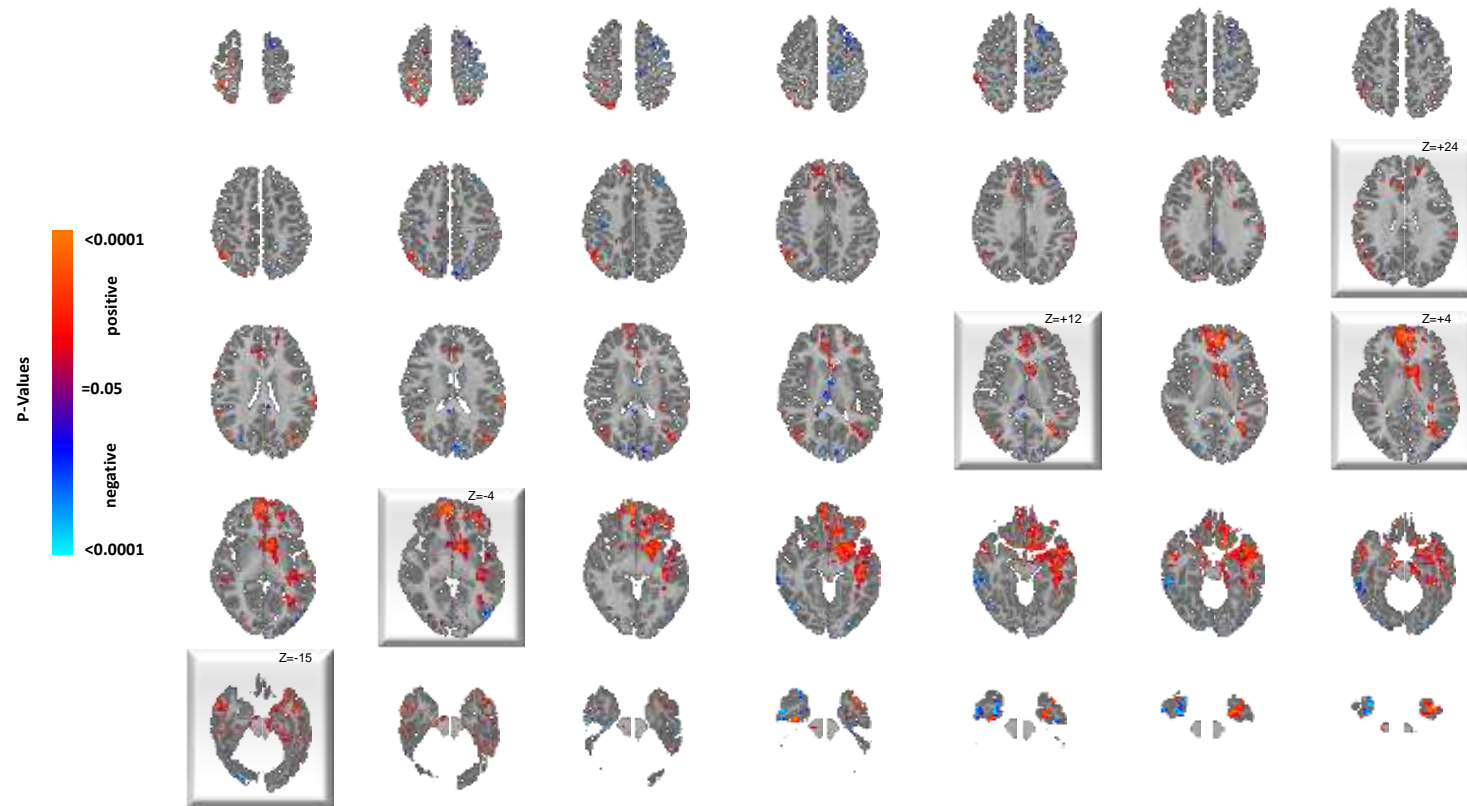 Z=+24
<0.0001
positive
P-Values
=0.05
negative
<0.0001
Z=+12
Z=+4
Z=-4
Z=-15